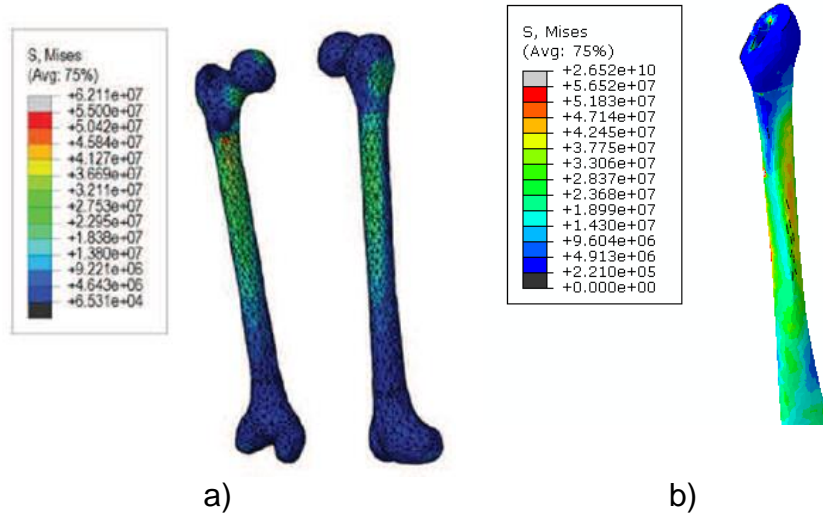 S, Mises
(Avg: 75%)
+6.211e+07
+5.500e+07
+5.042e+07
+4.584e+07
+4.127e+07
+3.669e+07
+3.211e+07
+2.753e+07
+2.295e+07
+1.838e+07
+1.380e+07
+9.221e+06
+4.643e+06
+6.531e+04
a)
S, Mises
(Avg: 75%)
+2.652e+10
+5.652e+07
+5.183e+07
+4.714e+07
+4.245e+07
+3.775e+07
+3.306e+07
+2.837e+07
+2.368e+07
+1.899e+07
+1.430e+07
+9.604e+06
+4.913e+06
+2.210e+05
+0.000e+00
b)